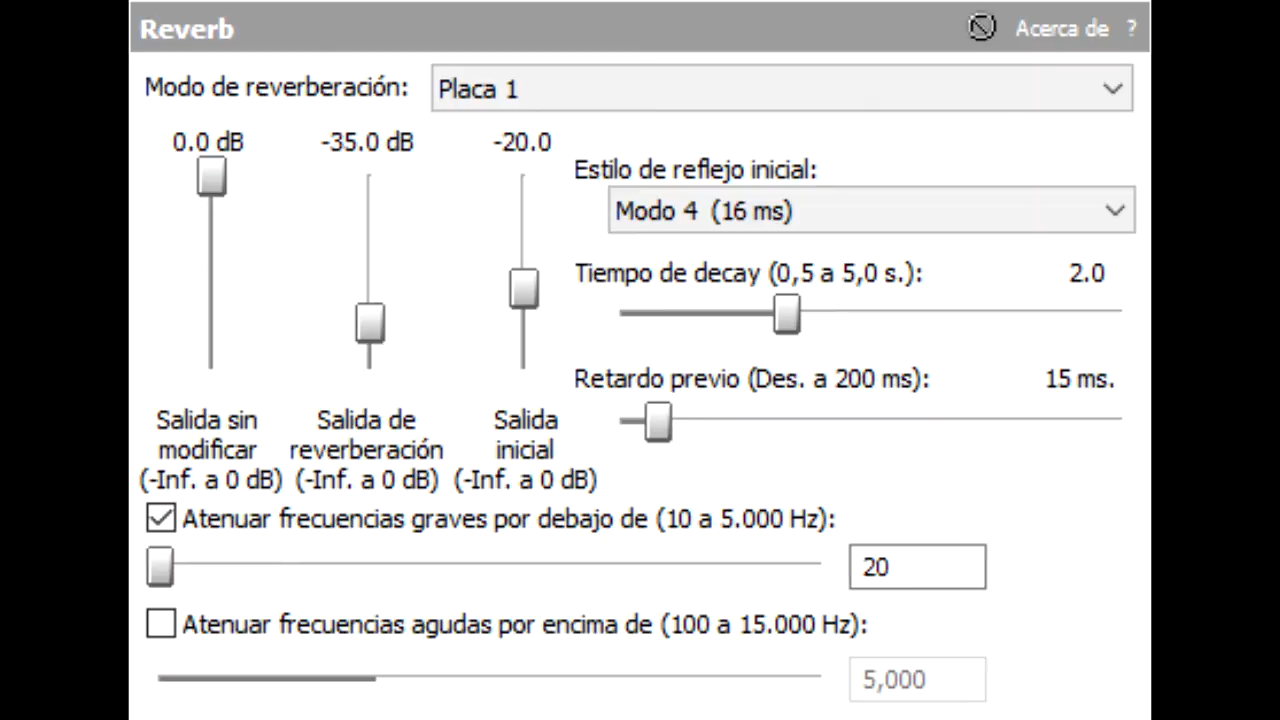 Reverb
Acerca de ?
Modo de reverberación: Placa 1
0.0 dB -35.0 dB -20.0
Estilo de reflejo inicial:
Modo 4 (16 ms)
Tiempo de decay (0,5 a 5,0 s.): 2.0
Retardo previo (Des. a 200 ms): 15 ms.
Salida sin modificar (-Inf. a 0 dB)
Salida de reverberación (-Inf. a 0 dB)
Salida inicial (-Inf. a 0 dB)
Atenuar frecuencias graves por debajo de (10 a 5.000 Hz):
20
Atenuar frecuencias agudas por encima de (100 a 15.000 Hz):
5,000